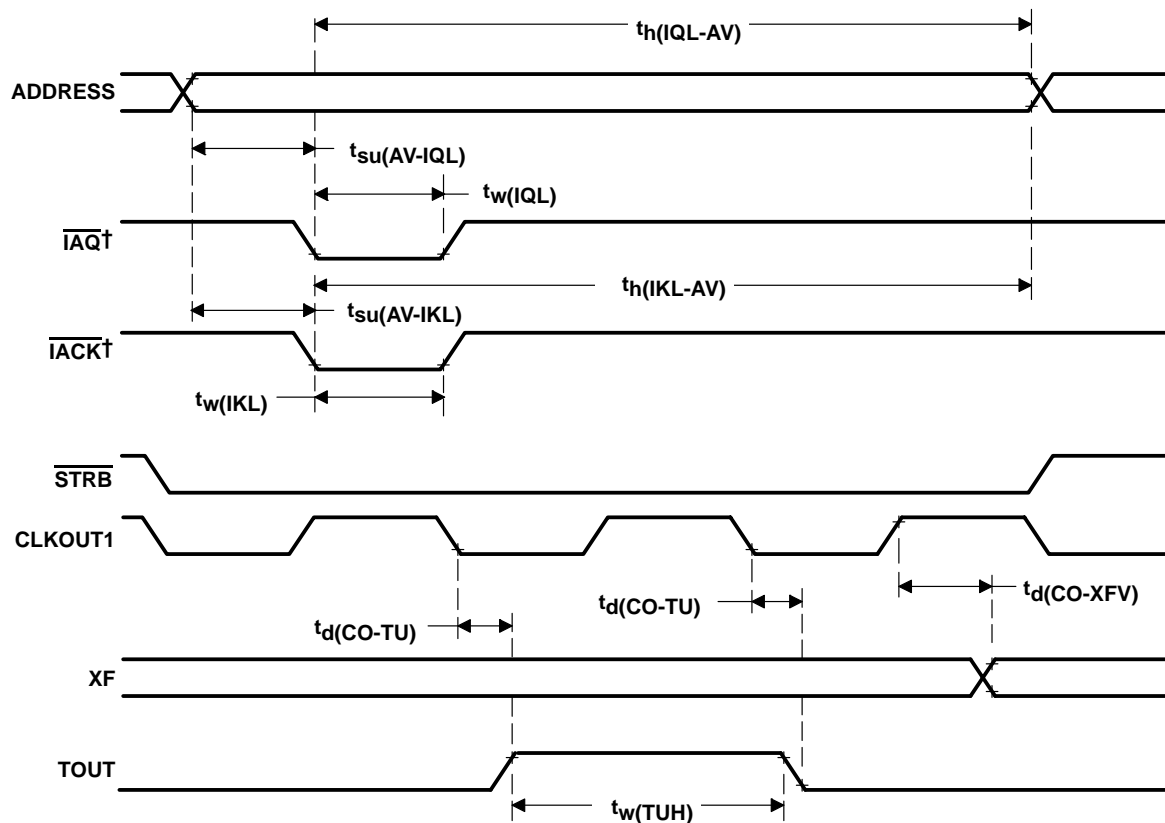 th(IQL-AV)
ADDRESS
tsu(AV-IQL)
tw(IQL)
IAQ†
th(IKL-AV)
tsu(AV-IKL)
IACK†
tw(IKL)
STRB
CLKOUT1
td(CO-TU)
td(CO-XFV)
td(CO-TU)
XF
TOUT
tw(TUH)